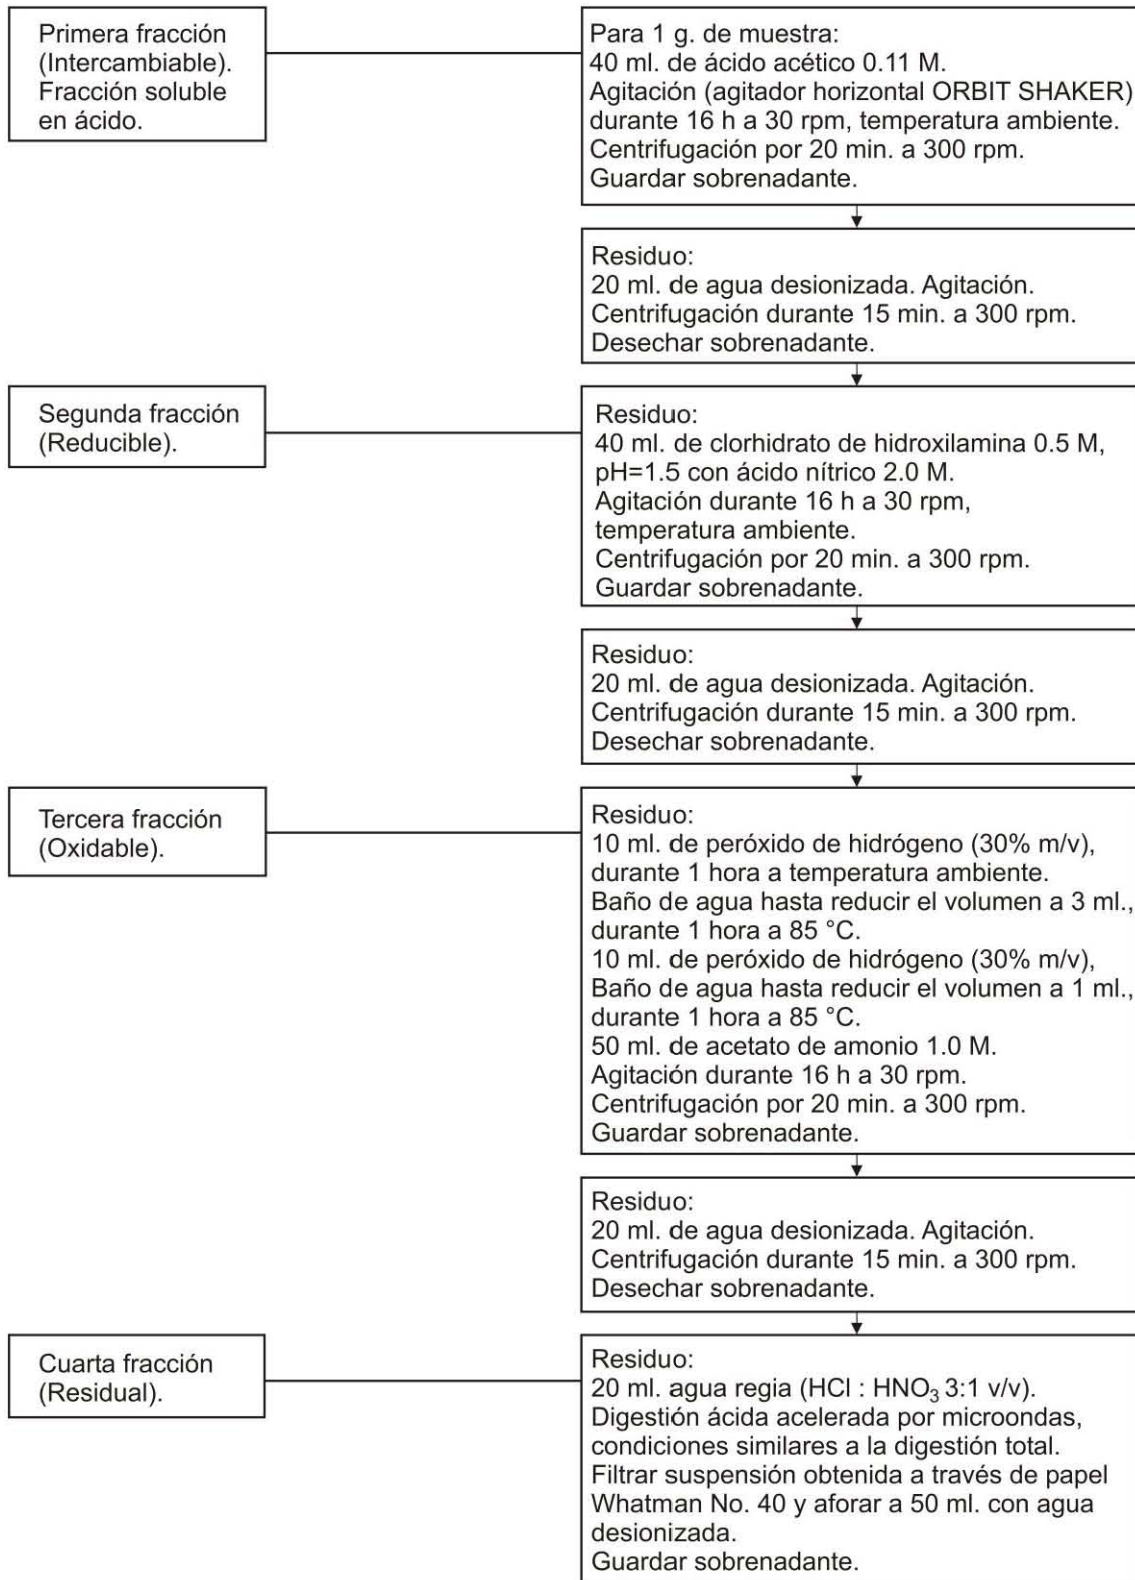 Primera fracción
(Intercambiable).
Fracción soluble
en ácido.
Para 1 g. de muestra:
40 ml. de ácido acético 0.11 M.
Agitación (agitador horizontal ORBIT SHAKER)
durante 16 h a 30 rpm, temperatura ambiente.
Centrifugación por 20 min. a 300 rpm.
Guardar sobrenadante.
Residuo:
20 ml. de agua desionizada. Agitación.
Centrifugación durante 15 min. a 300 rpm.
Desechar sobrenadante.
Segunda fracción
(Reducible).
Residuo:
40 ml. de clorhidrato de hidroxilamina 0.5 M,
pH=1.5 con ácido nítrico 2.0 M.
Agitación durante 16 h a 30 rpm,
temperatura ambiente.
Centrifugación por 20 min. a 300 rpm.
Guardar sobrenadante.
Residuo:
20 ml. de agua desionizada. Agitación.
Centrifugación durante 15 min. a 300 rpm.
Desechar sobrenadante.
Tercera fracción
(Oxidable).
Residuo:
10 ml. de peróxido de hidrógeno (30% m/v),
durante 1 hora a temperatura ambiente.
Baño de agua hasta reducir el volumen a 3 ml.,
durante 1 hora a 85 °C.
10 ml. de peróxido de hidrógeno (30% m/v),
Baño de agua hasta reducir el volumen a 1 ml.,
durante 1 hora a 85 °C.
50 ml. de acetato de amonio 1.0 M.
Agitación durante 16 h a 30 rpm.
Centrifugación por 20 min. a 300 rpm.
Guardar sobrenadante.
Residuo:
20 ml. de agua desionizada. Agitación.
Centrifugación durante 15 min. a 300 rpm.
Desechar sobrenadante.
Cuarta fracción
(Residual).
Residuo:
20 ml. agua regia (HCl : HNO₃ 3:1 v/v).
Digestión ácida acelerada por microondas,
condiciones similares a la digestión total.
Filtrar suspensión obtenida a través de papel
Whatman No. 40 y aforar a 50 ml. con agua
desionizada.
Guardar sobrenadante.